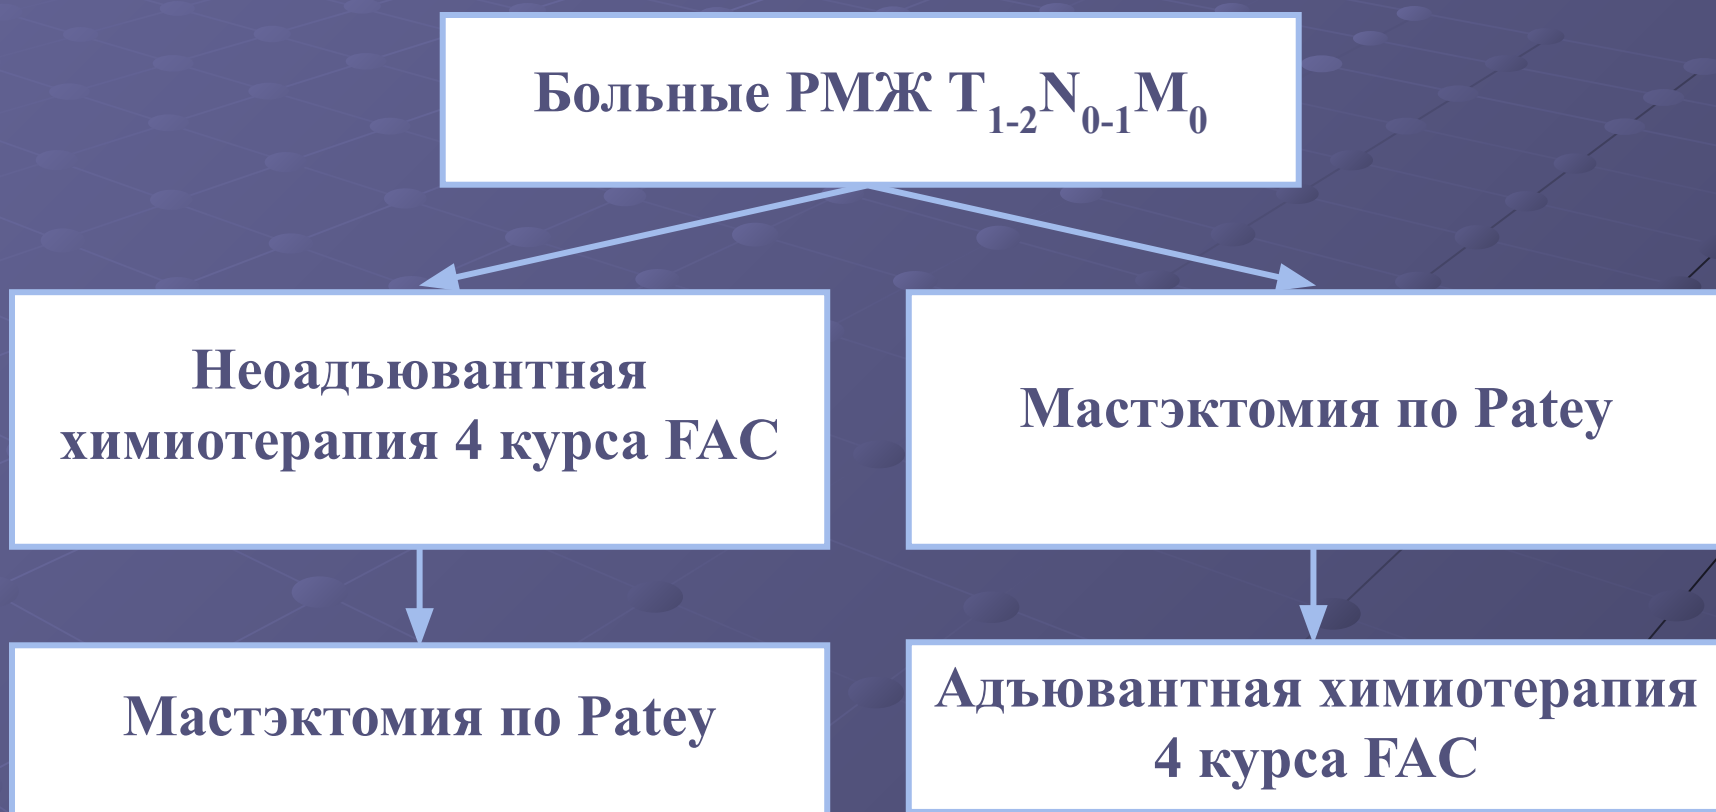 Больные РМЖ T1-2N0-1M0
Неоадъювантная
химиотерапия 4 курса FAC
Мастэктомия по Patey
Мастэктомия по Patey
Адъювантная химиотерапия
4 курса FAC